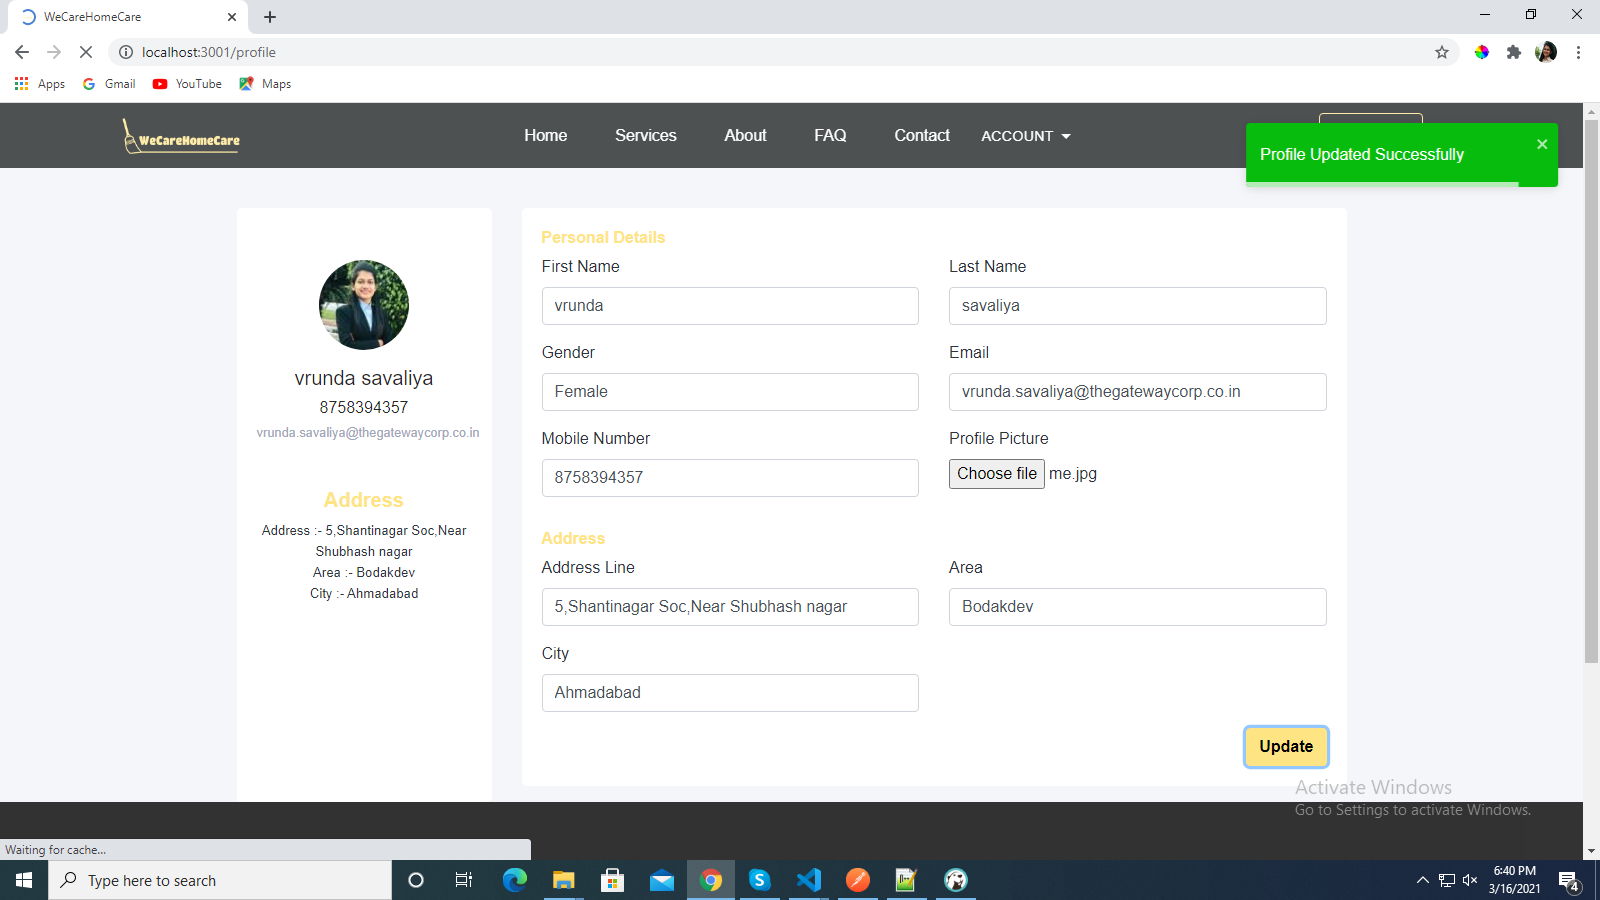 WeCareHomeCare
localhost:3001/profile
Apps
Gmail
YouTube
Maps
WeCareHomeCare
Home
Services
About
FAQ
Contact
ACCOUNT
Profile Updated Successfully
vrunda savaliya
8758394357
vrunda.savaliya@thegatewaycorp.co.in
Address
Address :- 5,Shantinagar Soc,Near
Shubhash nagar
Area :- Bodakdev
City :- Ahmadabad
Personal Details
First Name
Last Name
vrunda
savaliya
Gender
Email
Female
vrunda.savaliya@thegatewaycorp.co.in
Mobile Number
Profile Picture
8758394357
Choose file me.jpg
Address
Address Line
Area
5,Shantinagar Soc,Near Shubhash nagar
Bodakdev
City
Ahmadabad
Update
Activate Windows
Go to Settings to activate Windows.
Waiting for cache...
Type here to search
6:40 PM
3/16/2021
4